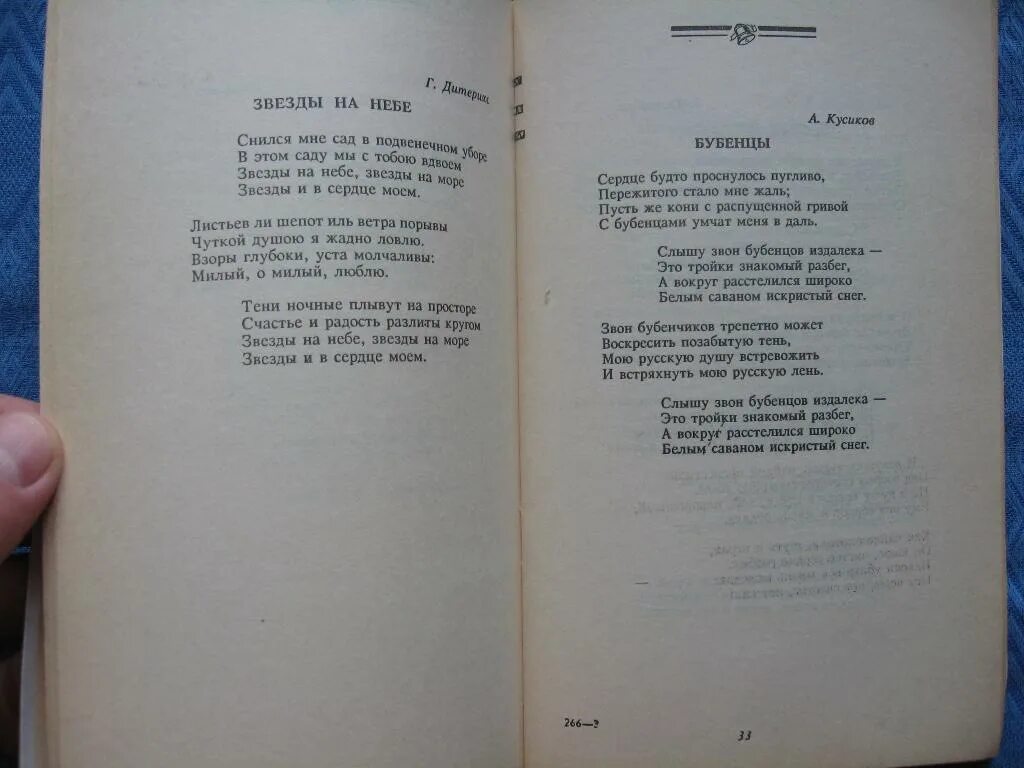 Г. Дитерихс
ЗВЕЗДЫ НА НЕБЕ
Снился мне сад в подвенечном уборе
В этом саду мы с тобою вдвоем
Звезды на небе, звезды на море
Звезды и в сердце моем.
Листьев ли шепот иль ветра порывы
Чуткой душою я жадно ловлю.
Взоры глубоки, уста молчаливы:
Милый, о милый, люблю.
Тени ночные плывут на просторе
Счастье и радость разлиты кругом
Звезды на небе, звезды на море
Звезды и в сердце моем.
А. Кусиков
БУБЕНЦЫ
Сердце будто проснулось пугливо,
Пережитого стало мне жаль;
Пусть же кони с распущенной гривой
С бубенцами умчат меня в даль.
Слышу звон бубенцов издалека —
Это тройки знакомый разбег,
А вокруг расстелился широко
Белым саваном искристый снег.
Звон бубенчиков трепетно может
Воскресить позабытую тень,
Мою русскую душу встревожить
И встряхнуть мою русскую лень.
Слышу звон бубенцов издалека —
Это тройки знакомый разбег,
А вокруг расстелился широко
Белым саваном искристый снег.
266—2
33